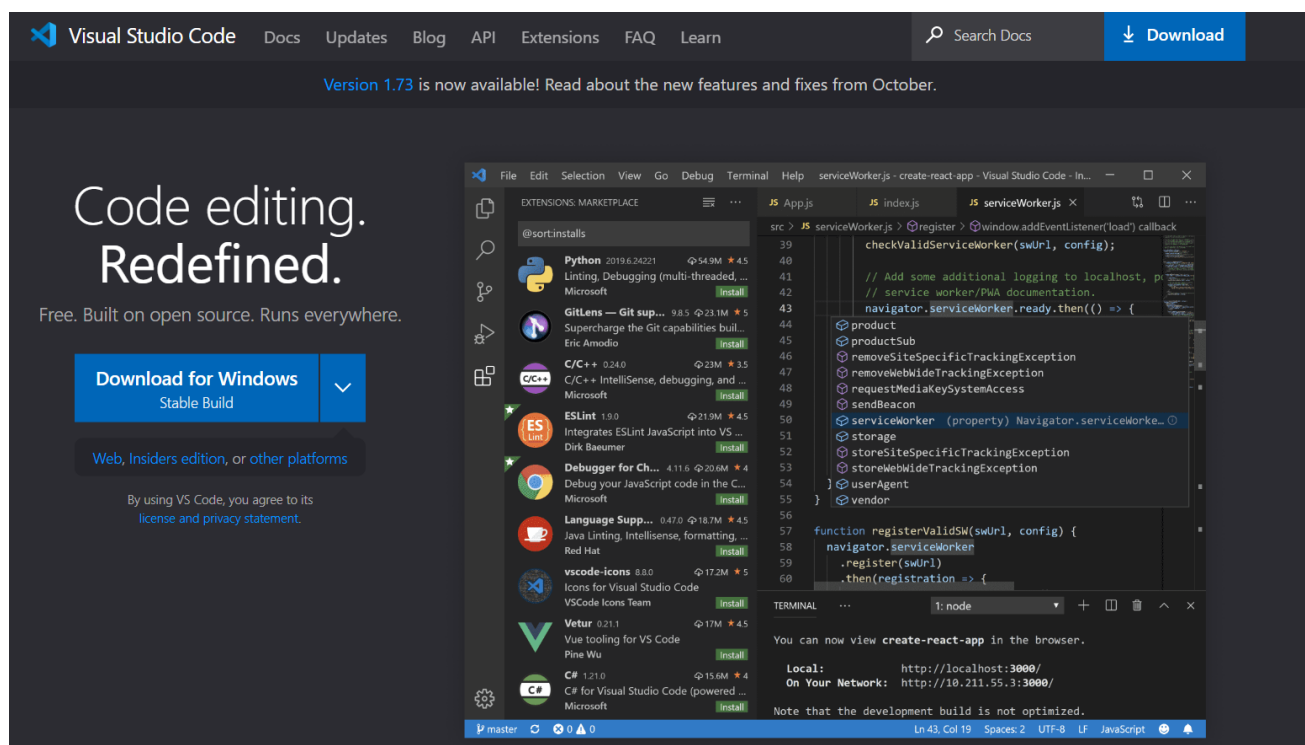 Visual Studio Code Docs Updates Blog API Extensions FAQ Learn Search Docs Download
Version 1.73 is now available! Read about the new features and fixes from October.
Code editing.
Redefined.
Free. Built on open source. Runs everywhere.
Download for Windows
Stable Build
Web, Insiders edition, or other platforms
By using VS Code, you agree to its
license and privacy statement.
File Edit Selection View Go Debug Terminal Help serviceWorker.js - create-react-app - Visual Studio Code - In...
EXTENSIONS: MARKETPLACE
@sort:installs
Python 2019.6.24221 54.9M ★ 4.5
Linting, Debugging (multi-threaded, ...
Microsoft Install
GitLens — Git sup... 9.8.5 23.1M ★ 5
Supercharge the Git capabilities buil...
Eric Amodio Install
C/C++
C/C++ 0.24.0 23M ★ 3.5
C/C++ IntelliSense, debugging, and ...
Microsoft Install
ES
Lint
ESLint 1.9.0 21.9M ★ 4.5
Integrates ESLint JavaScript into VS ...
Dirk Baeumer Install
Debugger for Ch... 4.11.6 20.6M ★ 4
Debug your JavaScript code in the C...
Microsoft Install
Language Supp... 0.47.0 18.7M ★ 4.5
Java Linting, Intellisense, formatting, ...
Red Hat Install
vscode-icons 8.8.0 17.2M ★ 5
Icons for Visual Studio Code
VSCode Icons Team Install
Vetur 0.21.1 17M ★ 4.5
Vue tooling for VS Code
Pine Wu Install
C#
C# 1.21.0 15.6M ★ 4
C# for Visual Studio Code (powered ...
Microsoft Install
JS App.js JS index.js JS serviceWorker.js ×
src > JS serviceWorker.js > register > window.addEventListener('load') callback
39 checkValidServiceWorker(swUrl, config);
40
41 // Add some additional logging to localhost,
42 // service worker/PWA documentation.
43 navigator.serviceWorker.ready.then(() => {
44 product
45 productSub
46 removeSiteSpecificTrackingException
47 removeWebWideTrackingException
48 requestMediaKeySystemAccess
49 sendBeacon
50 serviceWorker (property) Navigator.serviceWorke...
51 storage
52 storeSiteSpecificTrackingException
53 storeWebWideTrackingException
54 } userAgent
55 } vendor
56
57 function registerValidSW(swUrl, config) {
58 navigator.serviceWorker
59 .register(swUrl)
60 .then(registration => {
TERMINAL ... 1: node
You can now view create-react-app in the browser.
Local: http://localhost:3000/
On Your Network: http://10.211.55.3:3000/
Note that the development build is not optimized.
master 0 0 Ln 43, Col 19 Spaces: 2 UTF-8 LF JavaScript